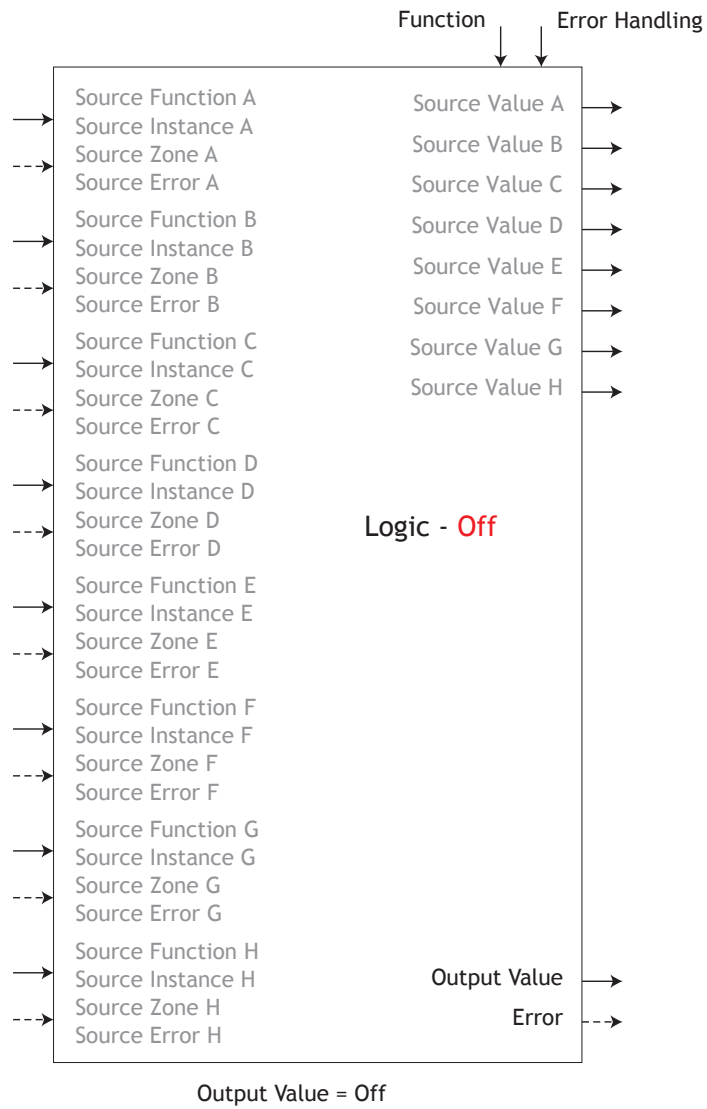 Function
Error Handling
Source Function A
Source Instance A
Source Zone A
Source Error A
Source Function B
Source Instance B
Source Zone B
Source Error B
Source Function C
Source Instance C
Source Zone C
Source Error C
Source Function D
Source Instance D
Source Zone D
Source Error D
Source Function E
Source Instance E
Source Zone E
Source Error E
Source Function F
Source Instance F
Source Zone F
Source Error F
Source Function G
Source Instance G
Source Zone G
Source Error G
Source Function H
Source Instance H
Source Zone H
Source Error H
Source Value A
Source Value B
Source Value C
Source Value D
Source Value E
Source Value F
Source Value G
Source Value H
Logic - Off
Output Value
Error
Output Value = Off